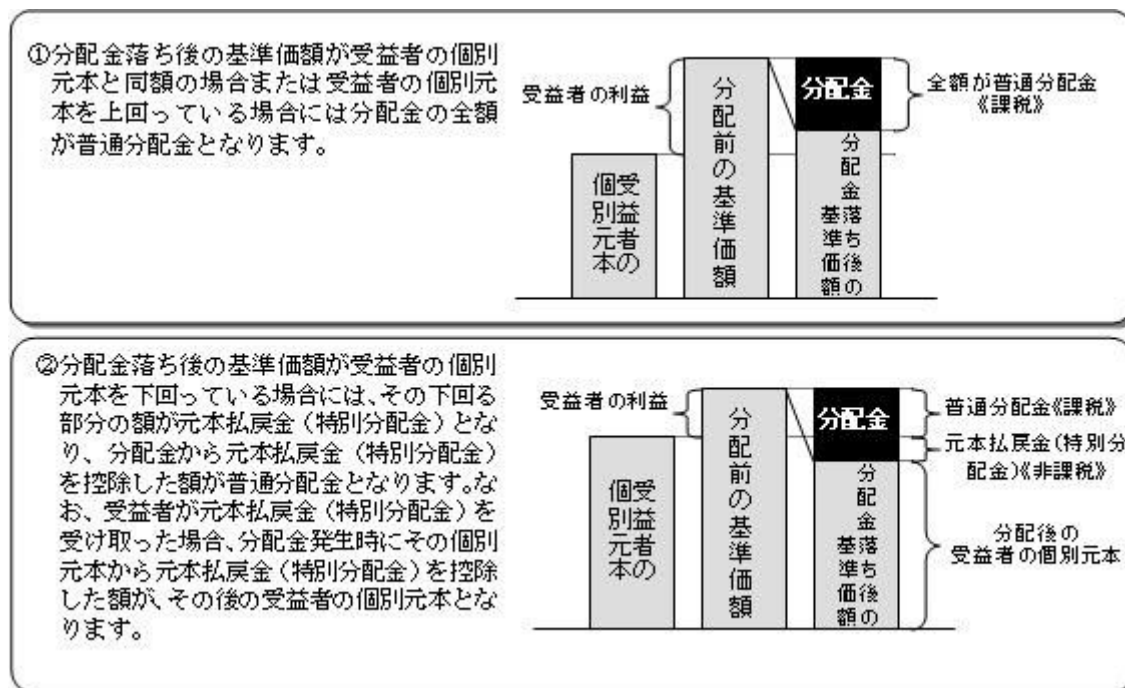 ①分配金落ち後の基準価額が受益者の個別
元本と同額の場合または受益者の個別元
本を上回っている場合には分配金の全額
が普通分配金となります。
受益者の利益
受益者の
個別元本
分配前の基準価額
分配金
分配金落ち後の
基準価額
全額が普通分配金
《課税》
②分配金落ち後の基準価額が受益者の個別
元本を下回っている場合には、その下回る
部分の額が元本払戻金（特別分配金）とな
り、分配金から元本払戻金（特別分配金）
を控除した額が普通分配金となります。な
お、受益者が元本払戻金（特別分配金）を
受け取った場合、分配金発生時にその個別
元本から元本払戻金（特別分配金）を控除
した額が、その後の受益者の個別元本とな
ります。
受益者の利益
受益者の
個別元本
分配前の基準価額
分配金
分配金落ち後の
基準価額
普通分配金《課税》
元本払戻金（特別分
配金）《非課税》
分配後の
受益者の個別元本